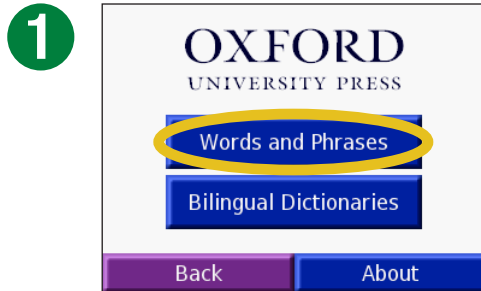 1
OXFORD
UNIVERSITY PRESS
Words and Phrases
Bilingual Dictionaries
Back About